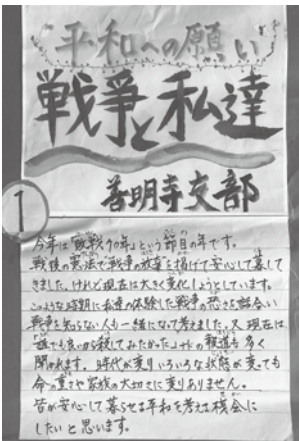 平和への願い
戦争と私達
善明寺支部
1
今年は「敗戦70年」という節目の年です。
戦後の憲法で「戦争の放棄」を掲げて安心して暮して
きました。けれど現在は大きく変化しようとしています。
このような時期に私達の体験した戦争の恐さを話合い
戦争を知らない人も一緒になって考えました。又現在は
「誰でも良いから殺してみたかった」などの報道も多く
聞かれます。時代が変りいろいろな状態が変っても
命の重さや家族の大切さに変りありません。
皆が安心して暮らせる平和を考える機会に
したいと思います。